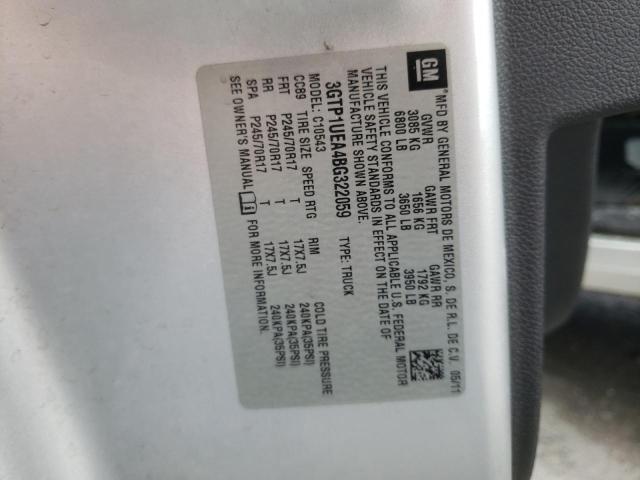 GM
MFD BY GENERAL MOTORS DE MEXICO, S. DE R.L. DE C.V. 05/11
GVWR GAWR FRT GAWR RR
3085 KG 1656 KG 1792 KG
6800 LB 3650 LB 3950 LB
THIS VEHICLE CONFORMS TO ALL APPLICABLE U.S. FEDERAL MOTOR
VEHICLE SAFETY STANDARDS IN EFFECT ON THE DATE OF
MANUFACTURE SHOWN ABOVE.
3GTP1UEA4BG322059 TYPE: TRUCK
MODEL: C10543
CC89 TIRE SIZE SPEED RTG RIM COLD TIRE PRESSURE
FRT P245/70R17 T 17X7.5J 240KPA(35PSI)
RR P245/70R17 T 17X7.5J 240KPA(35PSI)
SPA P245/70R17 T 17X7.5J 240KPA(35PSI)
SEE OWNER'S MANUAL FOR MORE INFORMATION.